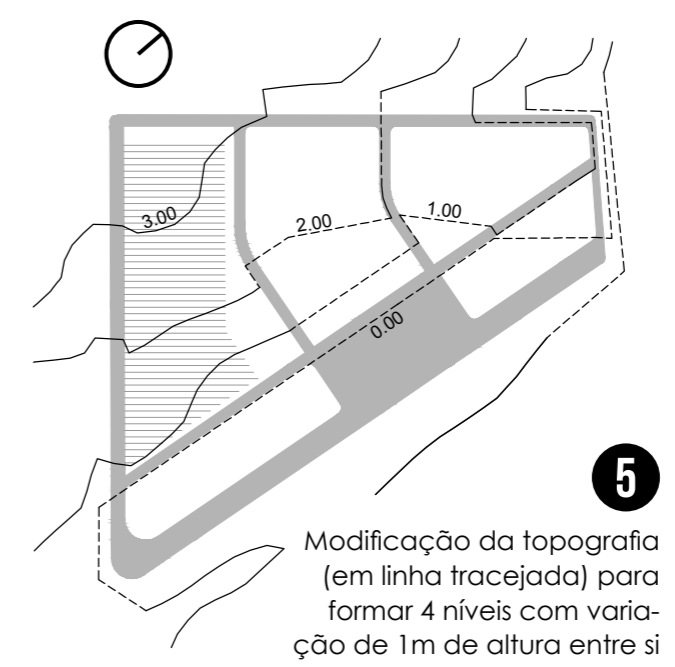 3.00
2.00
1.00
0.00
5
Modificação da topografia
(em linha tracejada) para
formar 4 níveis com varia-
ção de 1m de altura entre si